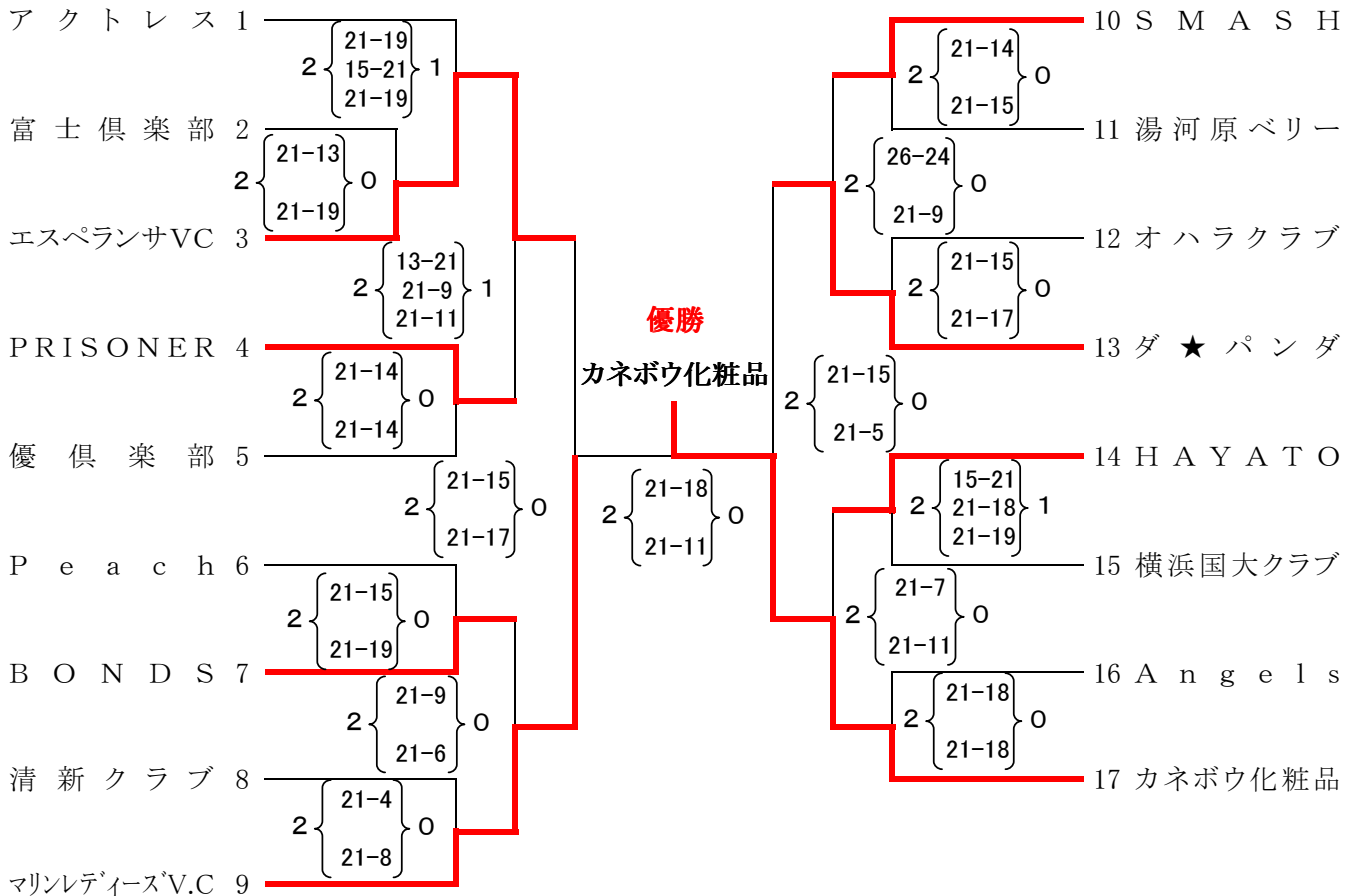 アクトレス 1
2 21-19 15-21 21-19 1
富士倶楽部 2
2 21-13 21-19 0
エスペランサVC 3
2 13-21 21-9 21-11 1
PRISONER 4
2 21-14 21-14 0
優倶楽部 5
2 21-15 21-17 0
Peach 6
2 21-15 21-19 0
BONDS 7
2 21-9 21-6 0
清新クラブ 8
2 21-4 21-8 0
マリンレディースV.C 9
優勝
カネボウ化粧品
2 21-18 21-11 0
10 SMASH
2 21-14 21-15 0
11 湯河原ベリー
2 26-24 21-9 0
12 オハラクラブ
2 21-15 21-17 0
13 ダ★パンダ
2 21-15 21-5 0
14 HAYATO
2 15-21 21-18 21-19 1
15 横浜国大クラブ
2 21-7 21-11 0
16 Angels
2 21-18 21-18 0
17 カネボウ化粧品